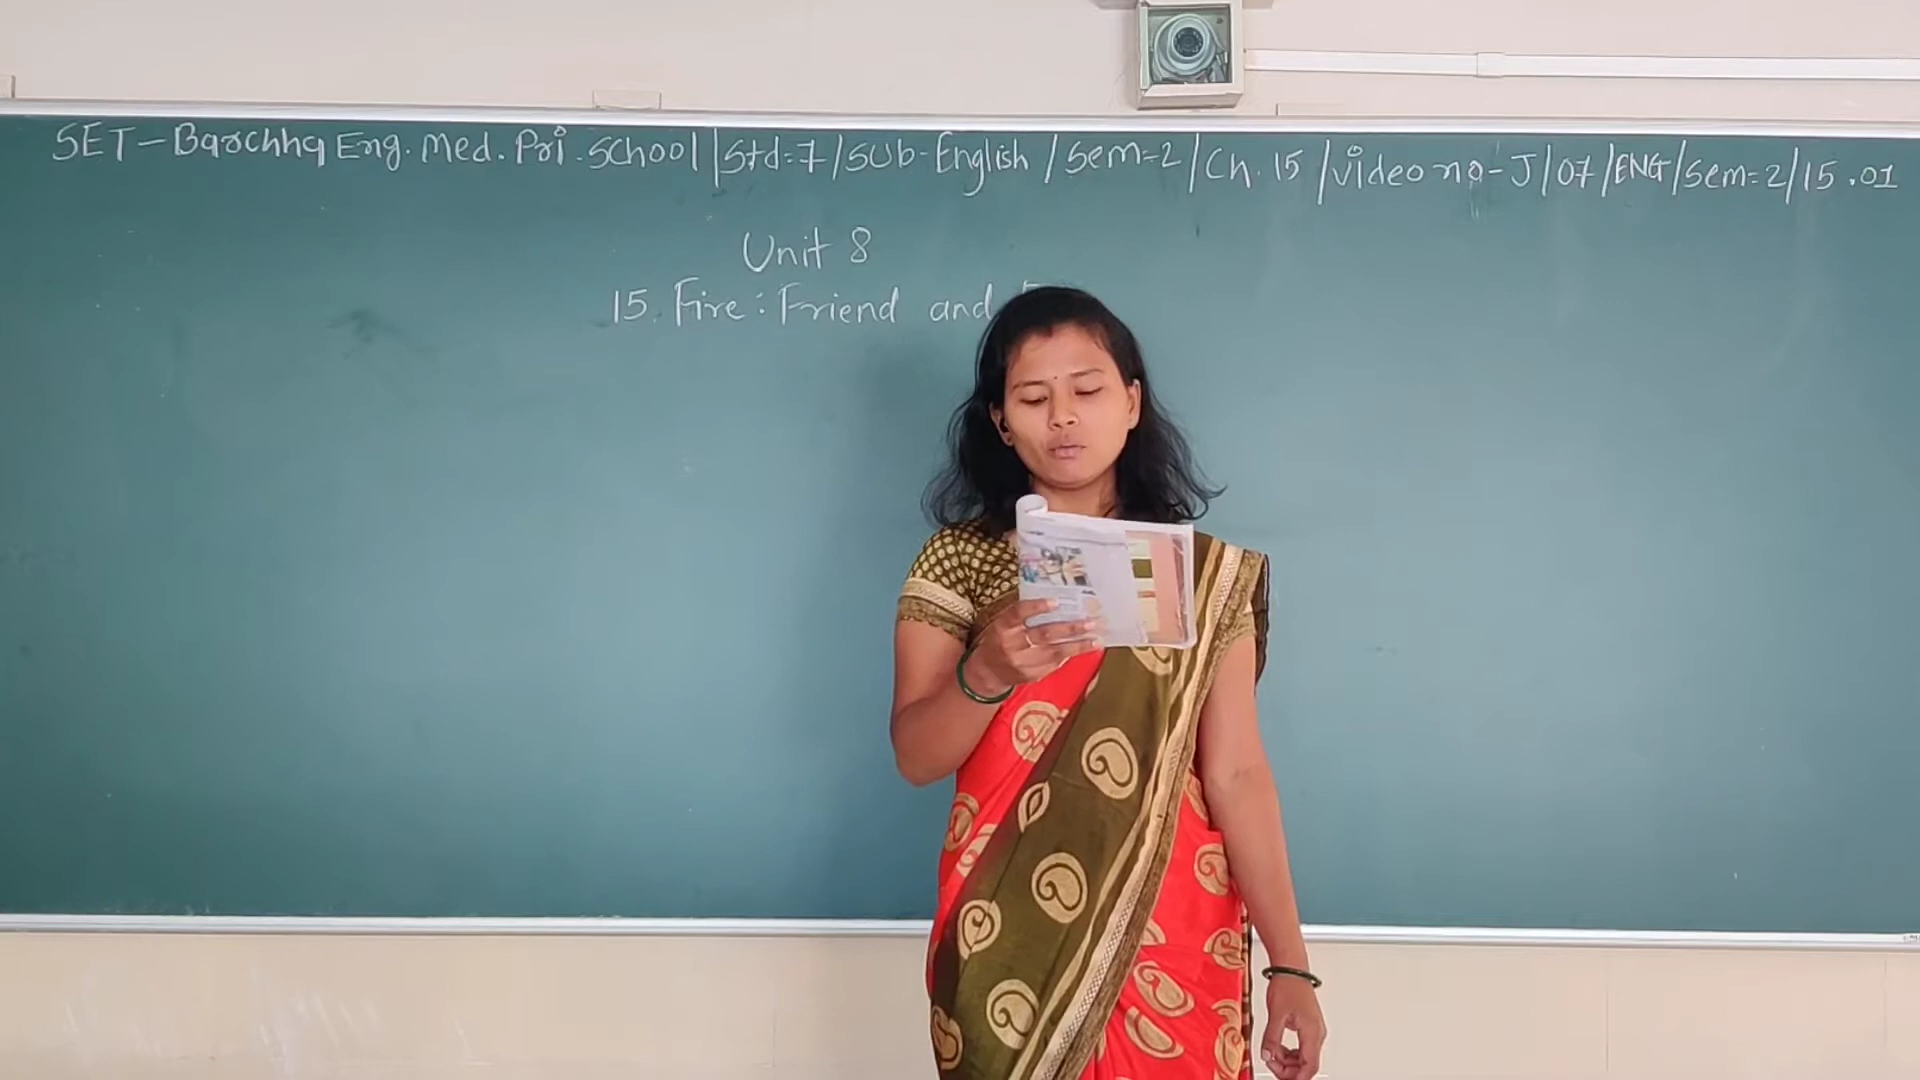 SET-Barchha Eng. Med. Pri. School | Std=7 / Sub-English / Sem=2 / Ch. 15 / Video no-J/07/ENG/Sem=2/15.01
Unit 8
15. Fire: Friend and